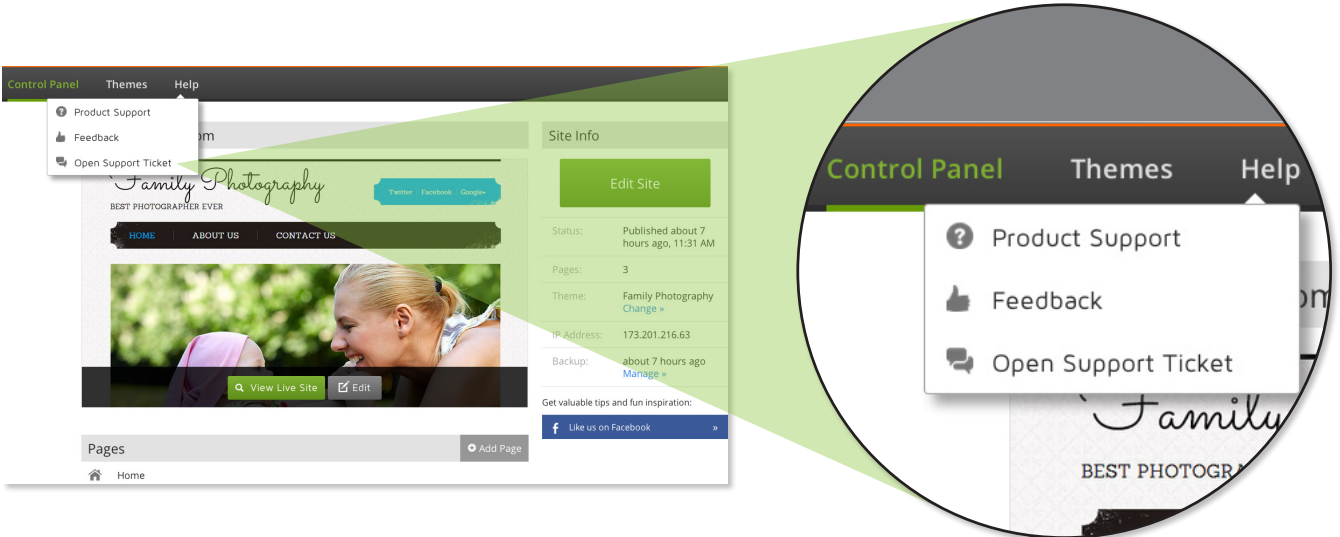 Control Panel Themes Help
Product Support
Feedback
Open Support Ticket
om
Family Photography
BEST PHOTOGRAPHER EVER
Twitter Facebook Google+
HOME ABOUT US CONTACT US
View Live Site Edit
Pages
Add Page
Home
Site Info
Edit Site
Status: Published about 7
hours ago, 11:31 AM
Pages: 3
Theme: Family Photography
Change »
IP Address: 173.201.216.63
Backup: about 7 hours ago
Manage »
Get valuable tips and fun inspiration:
Like us on Facebook »
Control Panel Themes Help
Product Support
Feedback
Open Support Ticket
om
Family
BEST PHOTOGRA